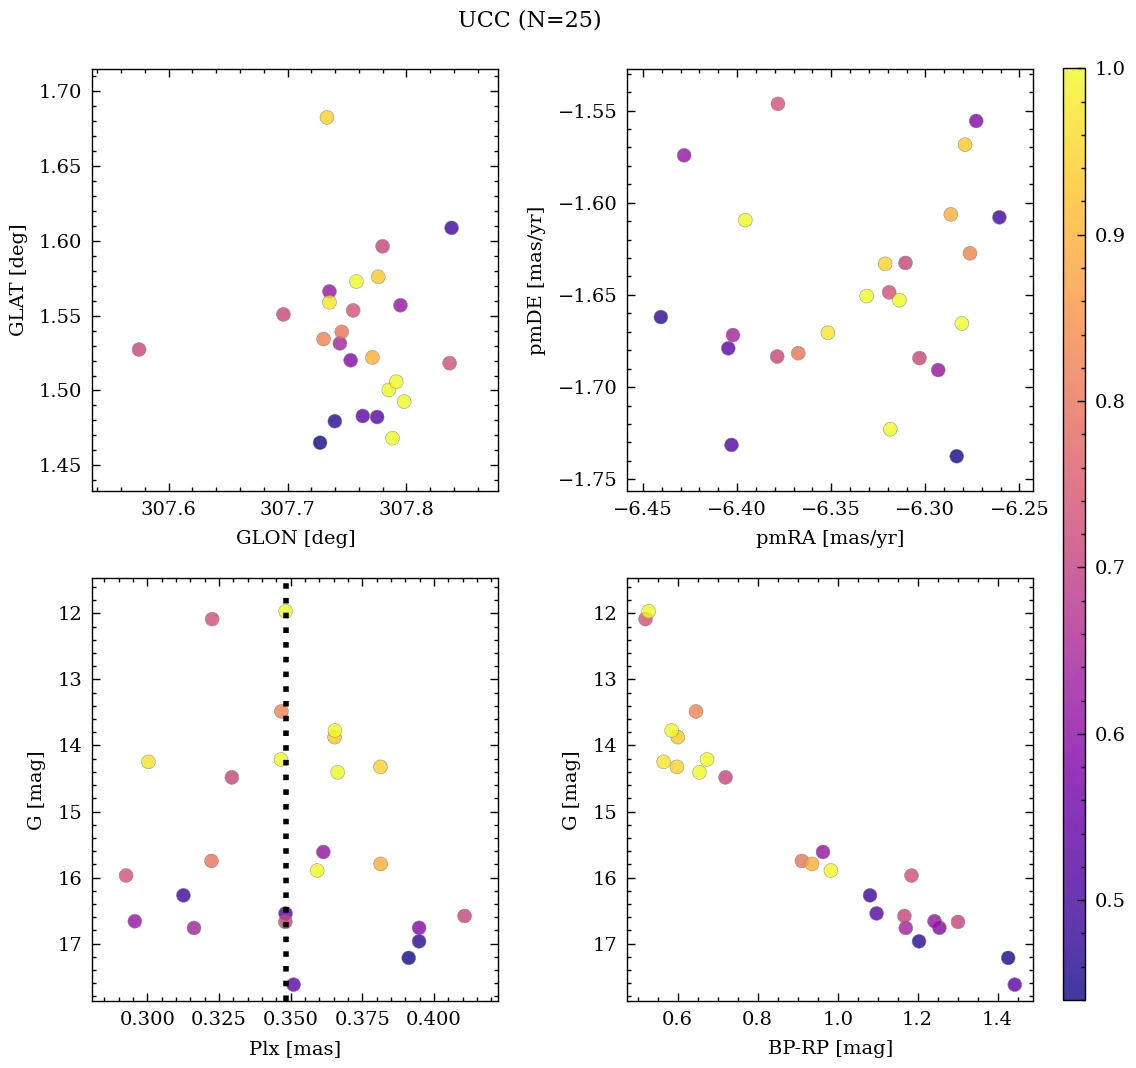 UCC (N=25)
1.70
1.65
1.60
1.55
1.50
1.45
GLAT [deg]
307.6 307.7 307.8
GLON [deg]
−1.55
−1.60
−1.65
−1.70
−1.75
pmDE [mas/yr]
−6.45 −6.40 −6.35 −6.30 −6.25
pmRA [mas/yr]
12
13
14
15
16
17
G [mag]
0.300 0.325 0.350 0.375 0.400
Plx [mas]
12
13
14
15
16
17
G [mag]
0.6 0.8 1.0 1.2 1.4
BP-RP [mag]
1.0
0.9
0.8
0.7
0.6
0.5